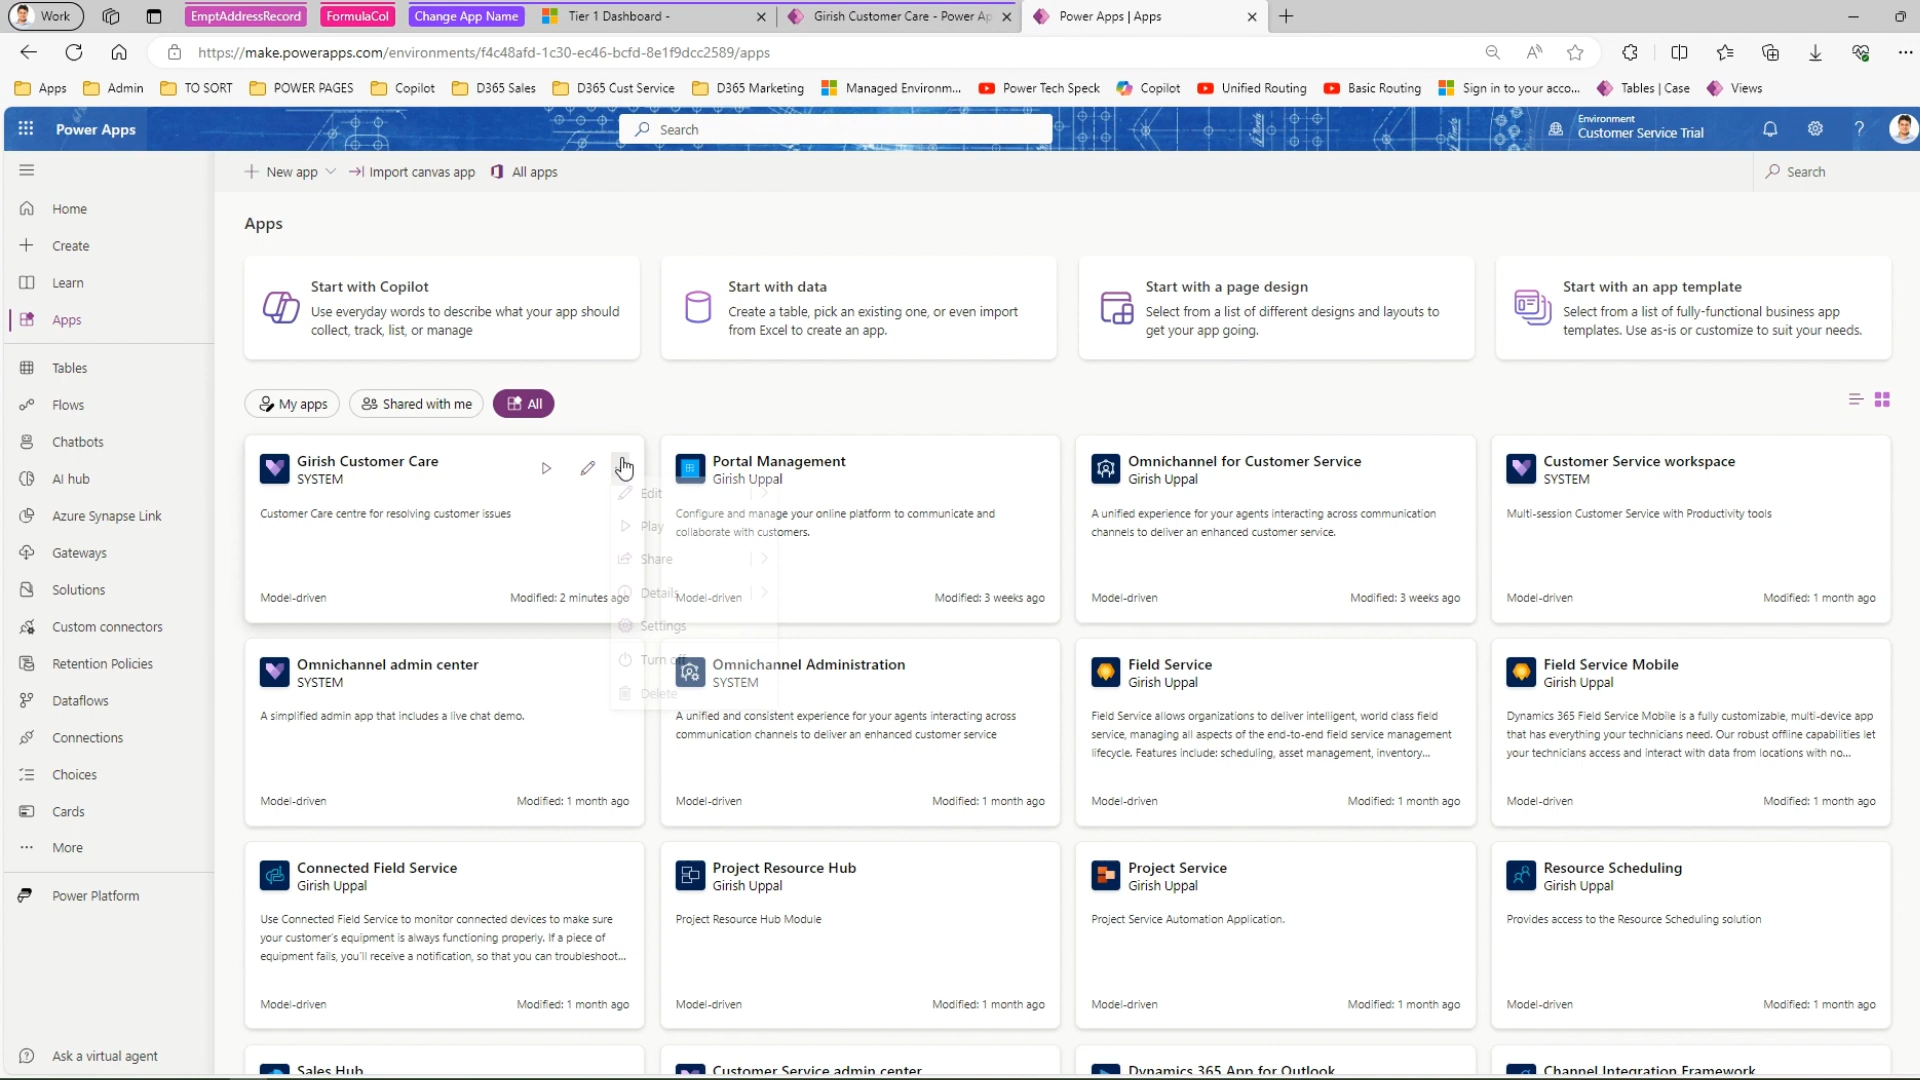 Work
EmptAddressRecord
FormulaCol
Change App Name
Tier 1 Dashboard -
Girish Customer Care - Power Ap
Power Apps | Apps
https://make.powerapps.com/environments/f4c48afd-1c30-ec46-bcfd-8e1f9dcc2589/apps
Apps
Admin
TO SORT
POWER PAGES
Copilot
D365 Sales
D365 Cust Service
D365 Marketing
Managed Environm...
Power Tech Speck
Copilot
Unified Routing
Basic Routing
Sign in to your acco...
Tables | Case
Views
Power Apps
Search
Environment
Customer Service Trial
New app
Import canvas app
All apps
Search
Home
Create
Learn
Apps
Tables
Flows
Chatbots
AI hub
Azure Synapse Link
Gateways
Solutions
Custom connectors
Retention Policies
Dataflows
Connections
Choices
Cards
More
Power Platform
Ask a virtual agent
Apps
Start with Copilot
Use everyday words to describe what your app should
collect, track, list, or manage
Start with data
Create a table, pick an existing one, or even import
from Excel to create an app.
Start with a page design
Select from a list of different designs and layouts to
get your app going.
Start with an app template
Select from a list of fully-functional business app
templates. Use as-is or customize to suit your needs.
My apps
Shared with me
All
Girish Customer Care
SYSTEM
Customer Care centre for resolving customer issues
Model-driven
Modified: 2 minutes ago
Edit
Play
Share
Details
Settings
Turn off
Delete
Portal Management
Girish Uppal
Configure and manage your online platform to communicate and
collaborate with customers.
Model-driven
Modified: 3 weeks ago
Omnichannel for Customer Service
Girish Uppal
A unified experience for your agents interacting across communication
channels to deliver an enhanced customer service.
Model-driven
Modified: 3 weeks ago
Customer Service workspace
SYSTEM
Multi-session Customer Service with Productivity tools
Model-driven
Modified: 1 month ago
Omnichannel admin center
SYSTEM
A simplified admin app that includes a live chat demo.
Model-driven
Modified: 1 month ago
Omnichannel Administration
SYSTEM
A unified and consistent experience for your agents interacting across
communication channels to deliver an enhanced customer service
Model-driven
Modified: 1 month ago
Field Service
Girish Uppal
Field Service allows organizations to deliver intelligent, world class field
service, managing all aspects of the end-to-end field service management
lifecycle. Features include: scheduling, asset management, inventory...
Model-driven
Modified: 1 month ago
Field Service Mobile
Girish Uppal
Dynamics 365 Field Service Mobile is a fully customizable, multi-device app
that has everything your technicians need. Our robust offline capabilities let
your technicians access and interact with data from locations with no...
Model-driven
Modified: 1 month ago
Connected Field Service
Girish Uppal
Use Connected Field Service to monitor connected devices to make sure
your customer's equipment is always functioning properly. If a piece of
equipment fails, you'll receive a notification, so that you can troubleshoot...
Model-driven
Modified: 1 month ago
Project Resource Hub
Girish Uppal
Project Resource Hub Module
Model-driven
Modified: 1 month ago
Project Service
Girish Uppal
Project Service Automation Application.
Model-driven
Modified: 1 month ago
Resource Scheduling
Girish Uppal
Provides access to the Resource Scheduling solution
Model-driven
Modified: 1 month ago
Sales Hub
Customer Service admin center
Dynamics 365 App for Outlook
Channel Integration Framework